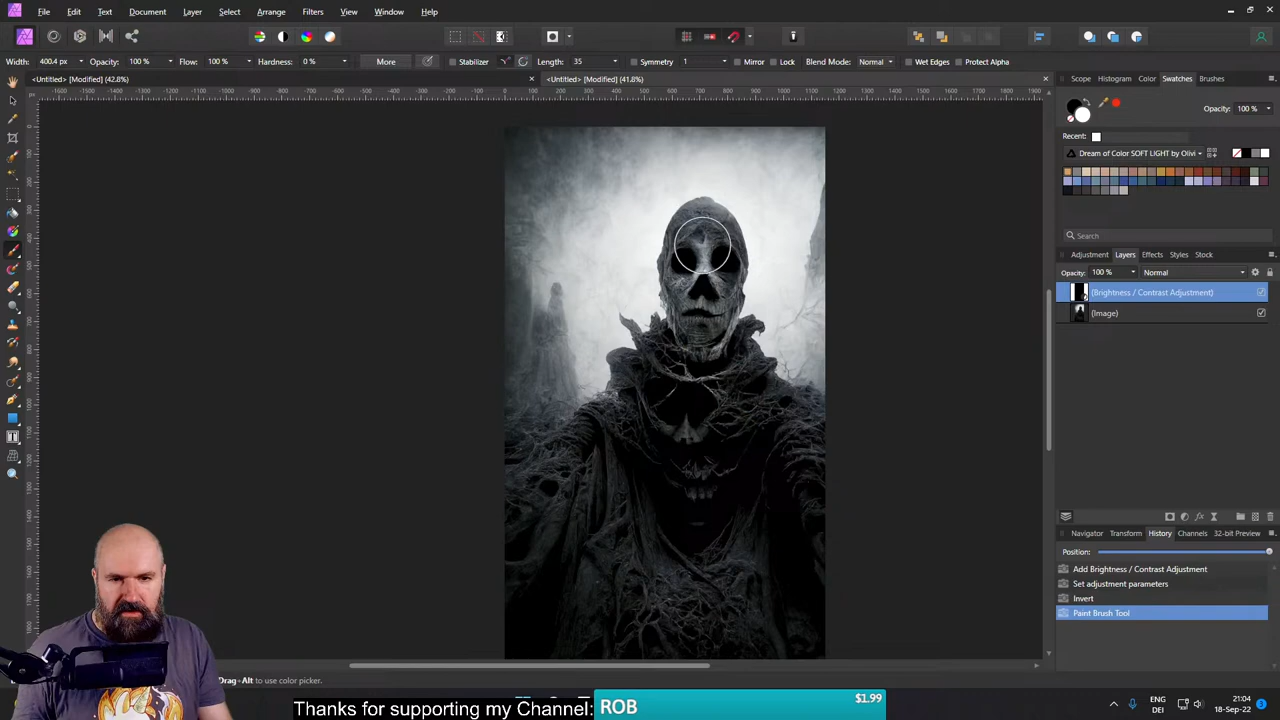 File Edit Text Document Layer Select Arrange Filters View Window Help
Width: 400.4 px Opacity: 100 % Flow: 100 % Hardness: 0 % More Stabilizer Length: 35 Symmetry 1 Mirror Lock Blend Mode: Normal Wet Edges Protect Alpha
<Untitled> [Modified] (42.8%)
<Untitled> [Modified] (41.8%)
Scope Histogram Color Swatches Brushes
Opacity: 100 %
Recent:
Dream of Color SOFT LIGHT by Olivi
Search
Adjustment Layers Effects Styles Stock
Opacity: 100 % Normal
(Brightness / Contrast Adjustment)
(Image)
Navigator Transform History Channels 32-bit Preview
Position:
Add Brightness / Contrast Adjustment
Set adjustment parameters
Invert
Paint Brush Tool
Drag+Alt to use color picker.
Thanks for supporting my Channel: ROB $1.99
ENG
DE
21:04
18-Sep-22